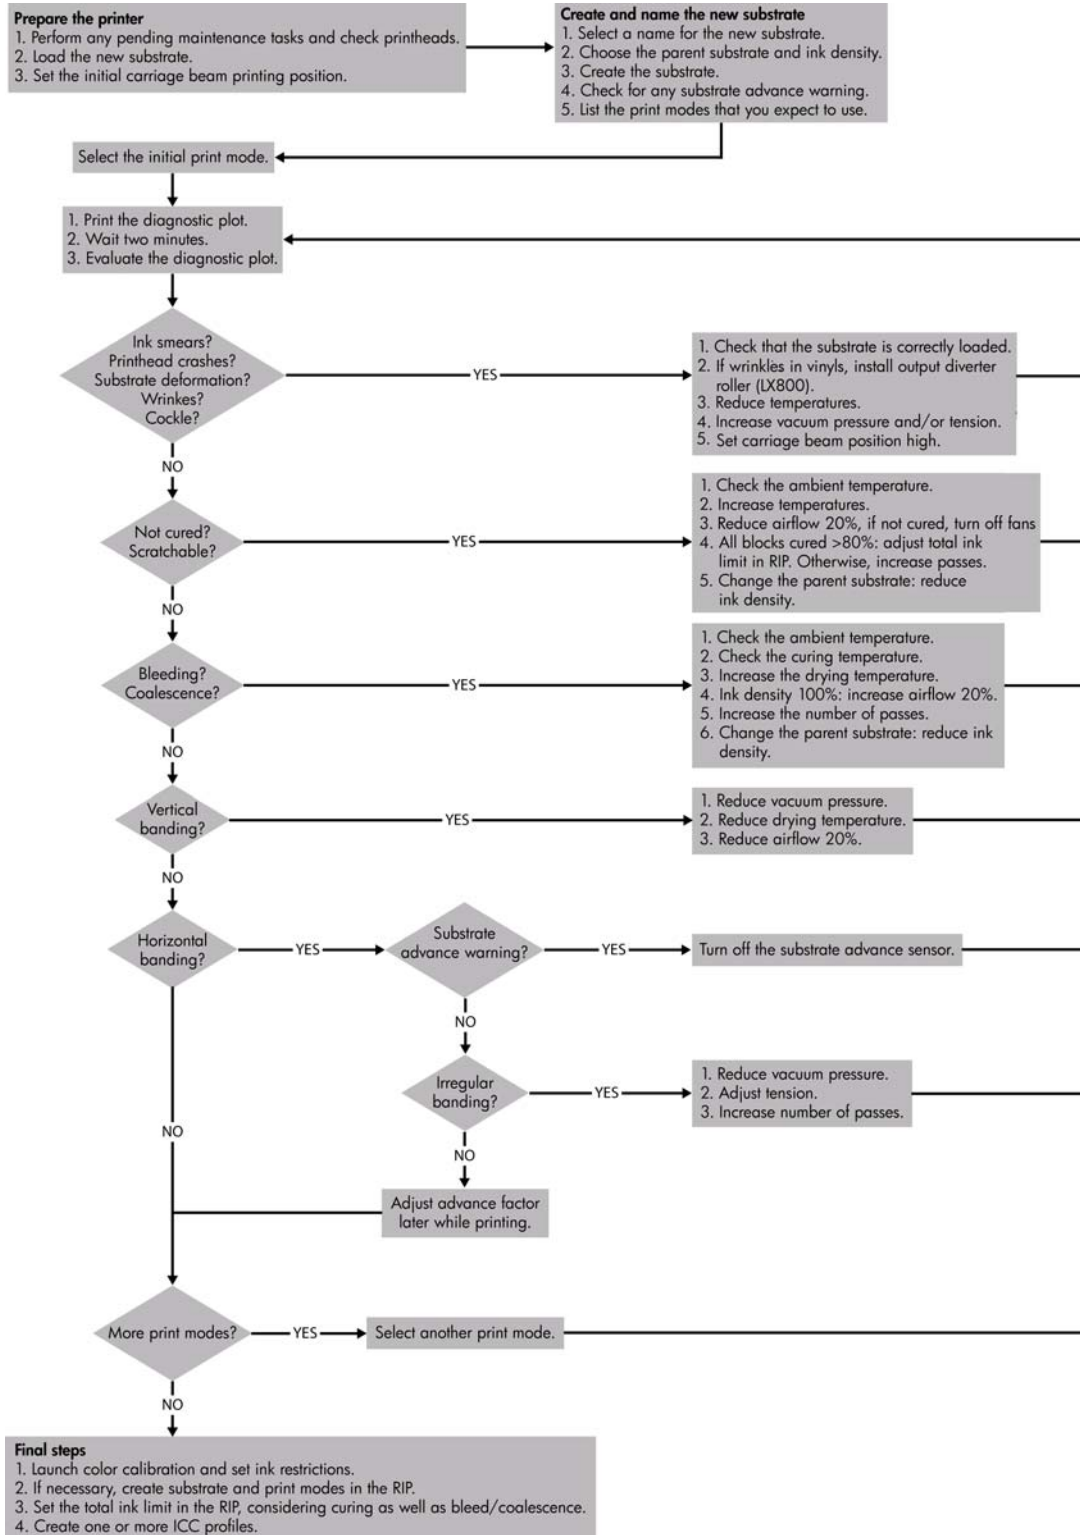 Prepare the printer
1. Perform any pending maintenance tasks and check printheads.
2. Load the new substrate.
3. Set the initial carriage beam printing position.
Create and name the new substrate
1. Select a name for the new substrate.
2. Choose the parent substrate and ink density.
3. Create the substrate.
4. Check for any substrate advance warning.
5. List the print modes that you expect to use.
Select the initial print mode.
1. Print the diagnostic plot.
2. Wait two minutes.
3. Evaluate the diagnostic plot.
Ink smears?
Printhead crashes?
Substrate deformation?
Wrinkes?
Cockle?
YES
1. Check that the substrate is correctly loaded.
2. If wrinkles in vinyls, install output diverter
roller (LX800).
3. Reduce temperatures.
4. Increase vacuum pressure and/or tension.
5. Set carriage beam position high.
NO
Not cured?
Scratchable?
YES
1. Check the ambient temperature.
2. Increase temperatures.
3. Reduce airflow 20%, if not cured, turn off fans
4. All blocks cured >80%: adjust total ink
limit in RIP. Otherwise, increase passes.
5. Change the parent substrate: reduce
ink density.
NO
Bleeding?
Coalescence?
YES
1. Check the ambient temperature.
2. Check the curing temperature.
3. Increase the drying temperature.
4. Ink density 100%: increase airflow 20%.
5. Increase the number of passes.
6. Change the parent substrate: reduce ink
density.
NO
Vertical
banding?
YES
1. Reduce vacuum pressure.
2. Reduce drying temperature.
3. Reduce airflow 20%.
NO
Horizontal
banding?
YES
Substrate
advance warning?
YES
Turn off the substrate advance sensor.
NO
Irregular
banding?
YES
1. Reduce vacuum pressure.
2. Adjust tension.
3. Increase number of passes.
NO
NO
Adjust advance factor
later while printing.
More print modes?
YES
Select another print mode.
NO
Final steps
1. Launch color calibration and set ink restrictions.
2. If necessary, create substrate and print modes in the RIP.
3. Set the total ink limit in the RIP, considering curing as well as bleed/coalescence.
4. Create one or more ICC profiles.